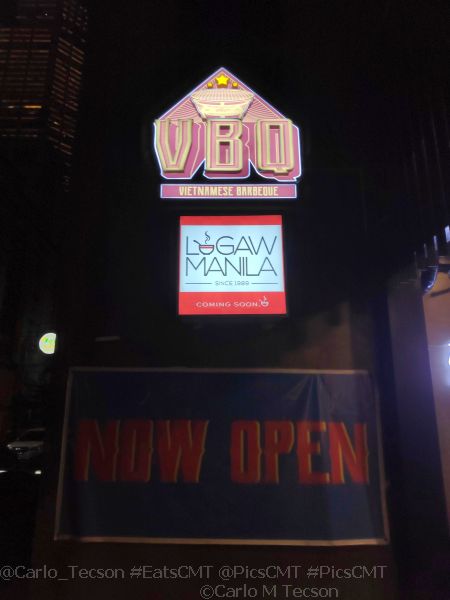 VBQ
VIETNAMESE BARBEQUE
LUGAW
MANILA
SINCE 1989
COMING SOON
NOW OPEN
@Carlo_Tecson #EatsCMT @PicsCMT #PicsCMT
©Carlo M Tecson